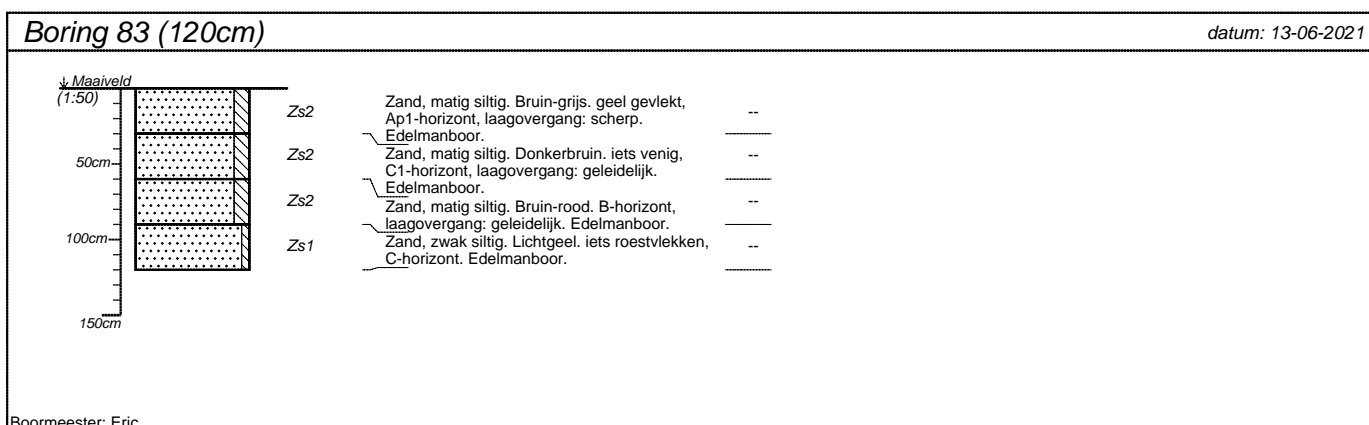 Boring 83 (120cm)
datum: 13-06-2021
Maaiveld
(1:50)
50cm
100cm
150cm
Zs2
Zand, matig siltig. Bruin-grijs. geel gevlekt,
Ap1-horizont, laagovergang: scherp.
Edelmanboor.
--
Zs2
Zand, matig siltig. Donkerbruin. iets venig,
C1-horizont, laagovergang: geleidelijk.
Edelmanboor.
--
Zs2
Zand, matig siltig. Bruin-rood. B-horizont,
laagovergang: geleidelijk. Edelmanboor.
--
Zs1
Zand, zwak siltig. Lichtgeel. iets roestvlekken,
C-horizont. Edelmanboor.
--
Boormeester: Eric